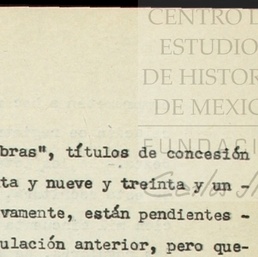 CENTRO D
ESTUDIO
DE HISTOR
DE MEXIC
FUNDACI
bras", títulos de concesión
ta y nueve y treinta y un -
Carlos
vamente, están pendientes -
ulación anterior, pero que-